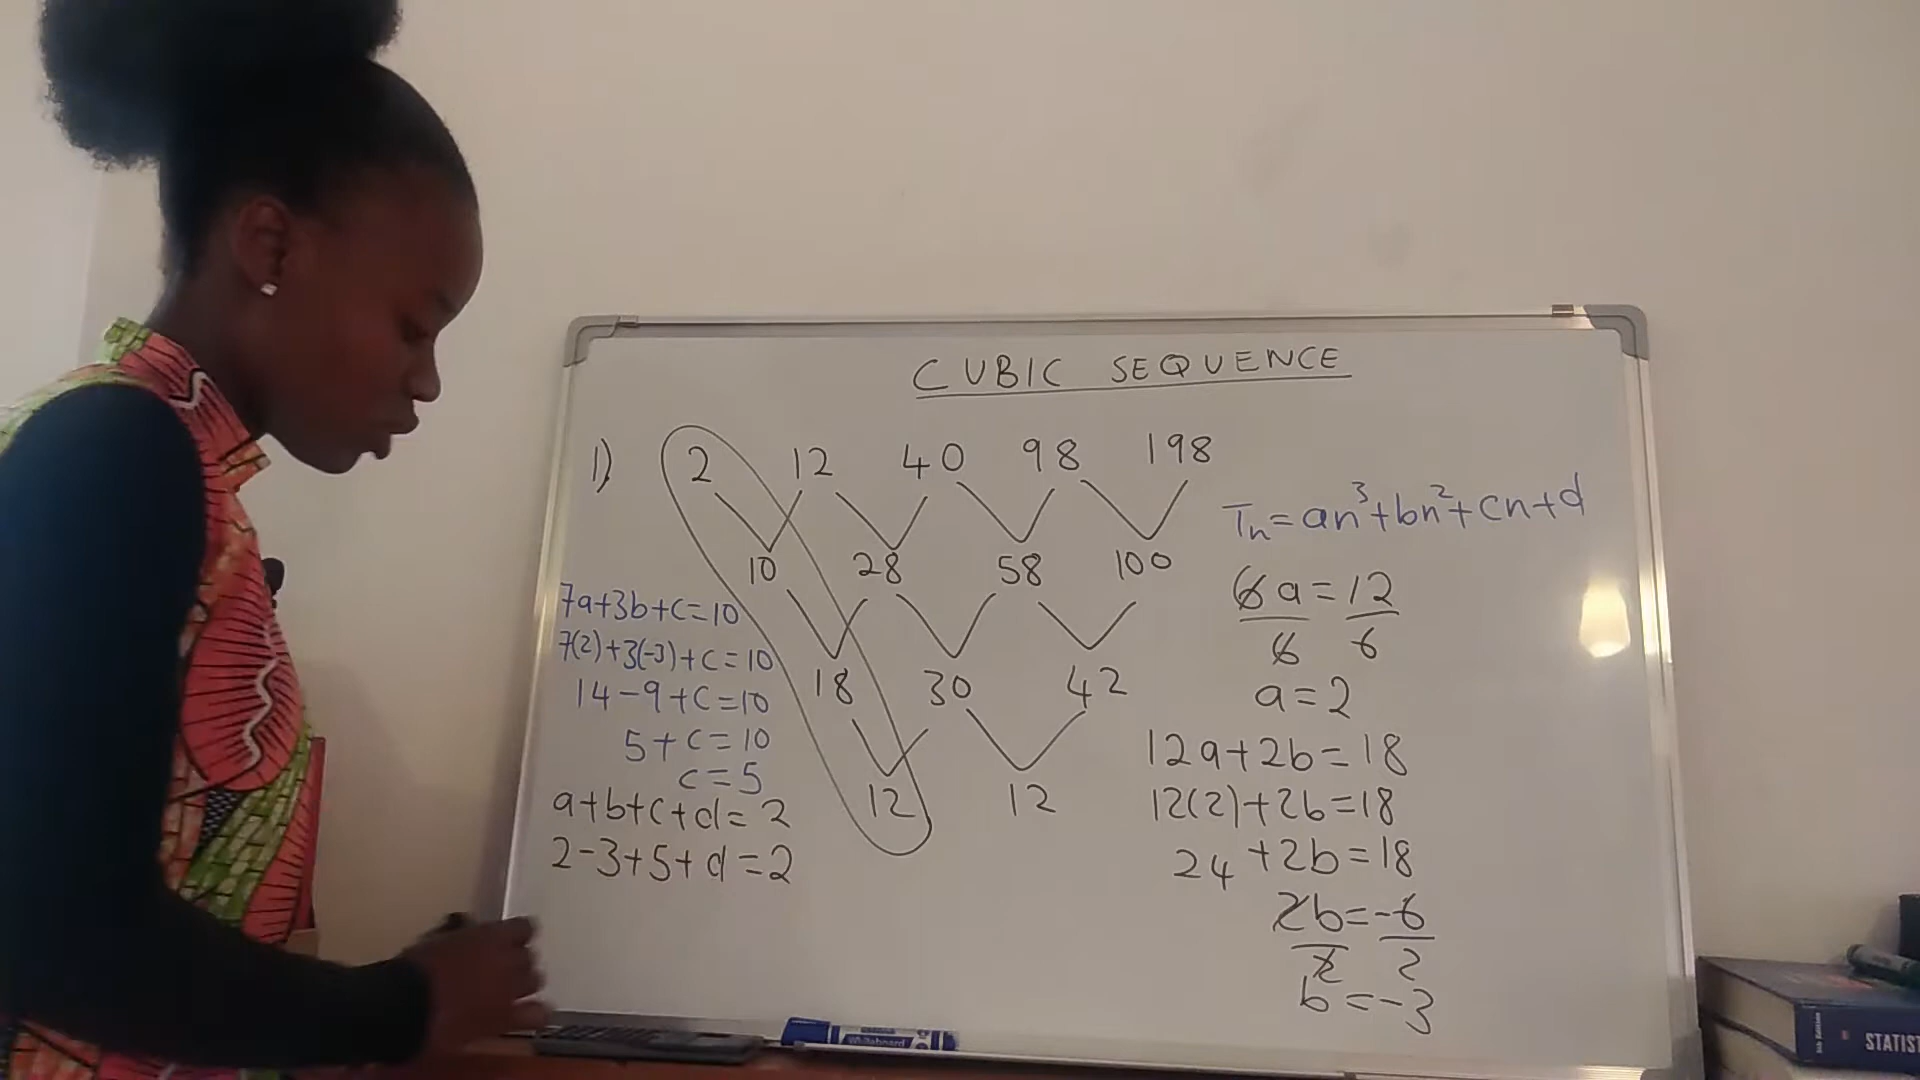 CUBIC SEQUENCE
1) 2 12 40 98 198
10 28 58 100
18 30 42
12 12
Tn=an³+bn²+cn+d
6a=12
6 6
a=2
12a+2b=18
12(2)+2b=18
24+2b=18
2b=-6
2 2
b=-3
7a+3b+c=10
7(2)+3(-3)+c=10
14-9+c=10
5+c=10
c=5
a+b+c+d=2
2-3+5+d=2
Whiteboard
STATIST